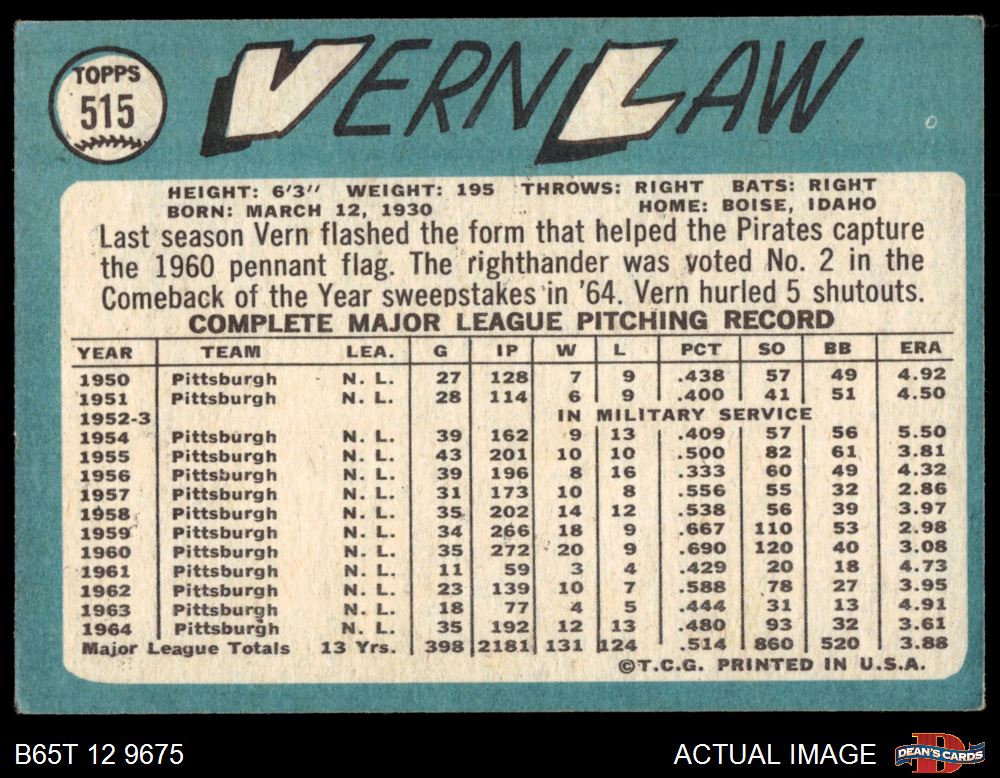 TOPPS
515
VERN LAW
HEIGHT: 6'3" WEIGHT: 195 THROWS: RIGHT BATS: RIGHT
BORN: MARCH 12, 1930 HOME: BOISE, IDAHO
Last season Vern flashed the form that helped the Pirates capture
the 1960 pennant flag. The righthander was voted No. 2 in the
Comeback of the Year sweepstakes in '64. Vern hurled 5 shutouts.
COMPLETE MAJOR LEAGUE PITCHING RECORD
YEAR TEAM LEA. G IP W L PCT SO BB ERA
1950 Pittsburgh N. L. 27 128 7 9 .438 57 49 4.92
1951 Pittsburgh N. L. 28 114 6 9 .400 41 51 4.50
1952-3 IN MILITARY SERVICE
1954 Pittsburgh N. L. 39 162 9 13 .409 57 56 5.50
1955 Pittsburgh N. L. 43 201 10 10 .500 82 61 3.81
1956 Pittsburgh N. L. 39 196 8 16 .333 60 49 4.32
1957 Pittsburgh N. L. 31 173 10 8 .556 55 32 2.86
1958 Pittsburgh N. L. 35 202 14 12 .538 56 39 3.97
1959 Pittsburgh N. L. 34 266 18 9 .667 110 53 2.98
1960 Pittsburgh N. L. 35 272 20 9 .690 120 40 3.08
1961 Pittsburgh N. L. 11 59 3 4 .429 20 18 4.73
1962 Pittsburgh N. L. 23 139 10 7 .588 78 27 3.95
1963 Pittsburgh N. L. 18 77 4 5 .444 31 13 4.91
1964 Pittsburgh N. L. 35 192 12 13 .480 93 32 3.61
Major League Totals 13 Yrs. 398 2181 131 124 .514 860 520 3.88
©T.C.G. PRINTED IN U.S.A.
B65T 12 9675 ACTUAL IMAGE DEAN'S CARDS